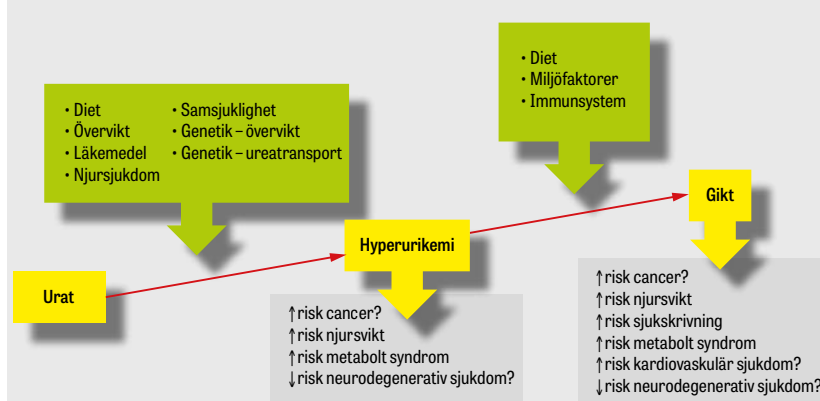 • Diet
• Övervikt
• Läkemedel
• Njursjukdom
• Samsjuklighet
• Genetik – övervikt
• Genetik – ureatransport
• Diet
• Miljöfaktorer
• Immunsystem
Urat
Hyperurikemi
Gikt
↑risk cancer?
↑risk njursvikt
↑risk metabolt syndrom
↓risk neurodegenerativ sjukdom?
↑risk cancer?
↑risk njursvikt
↑risk sjukskrivning
↑risk metabolt syndrom
↑risk kardiovaskulär sjukdom?
↓risk neurodegenerativ sjukdom?